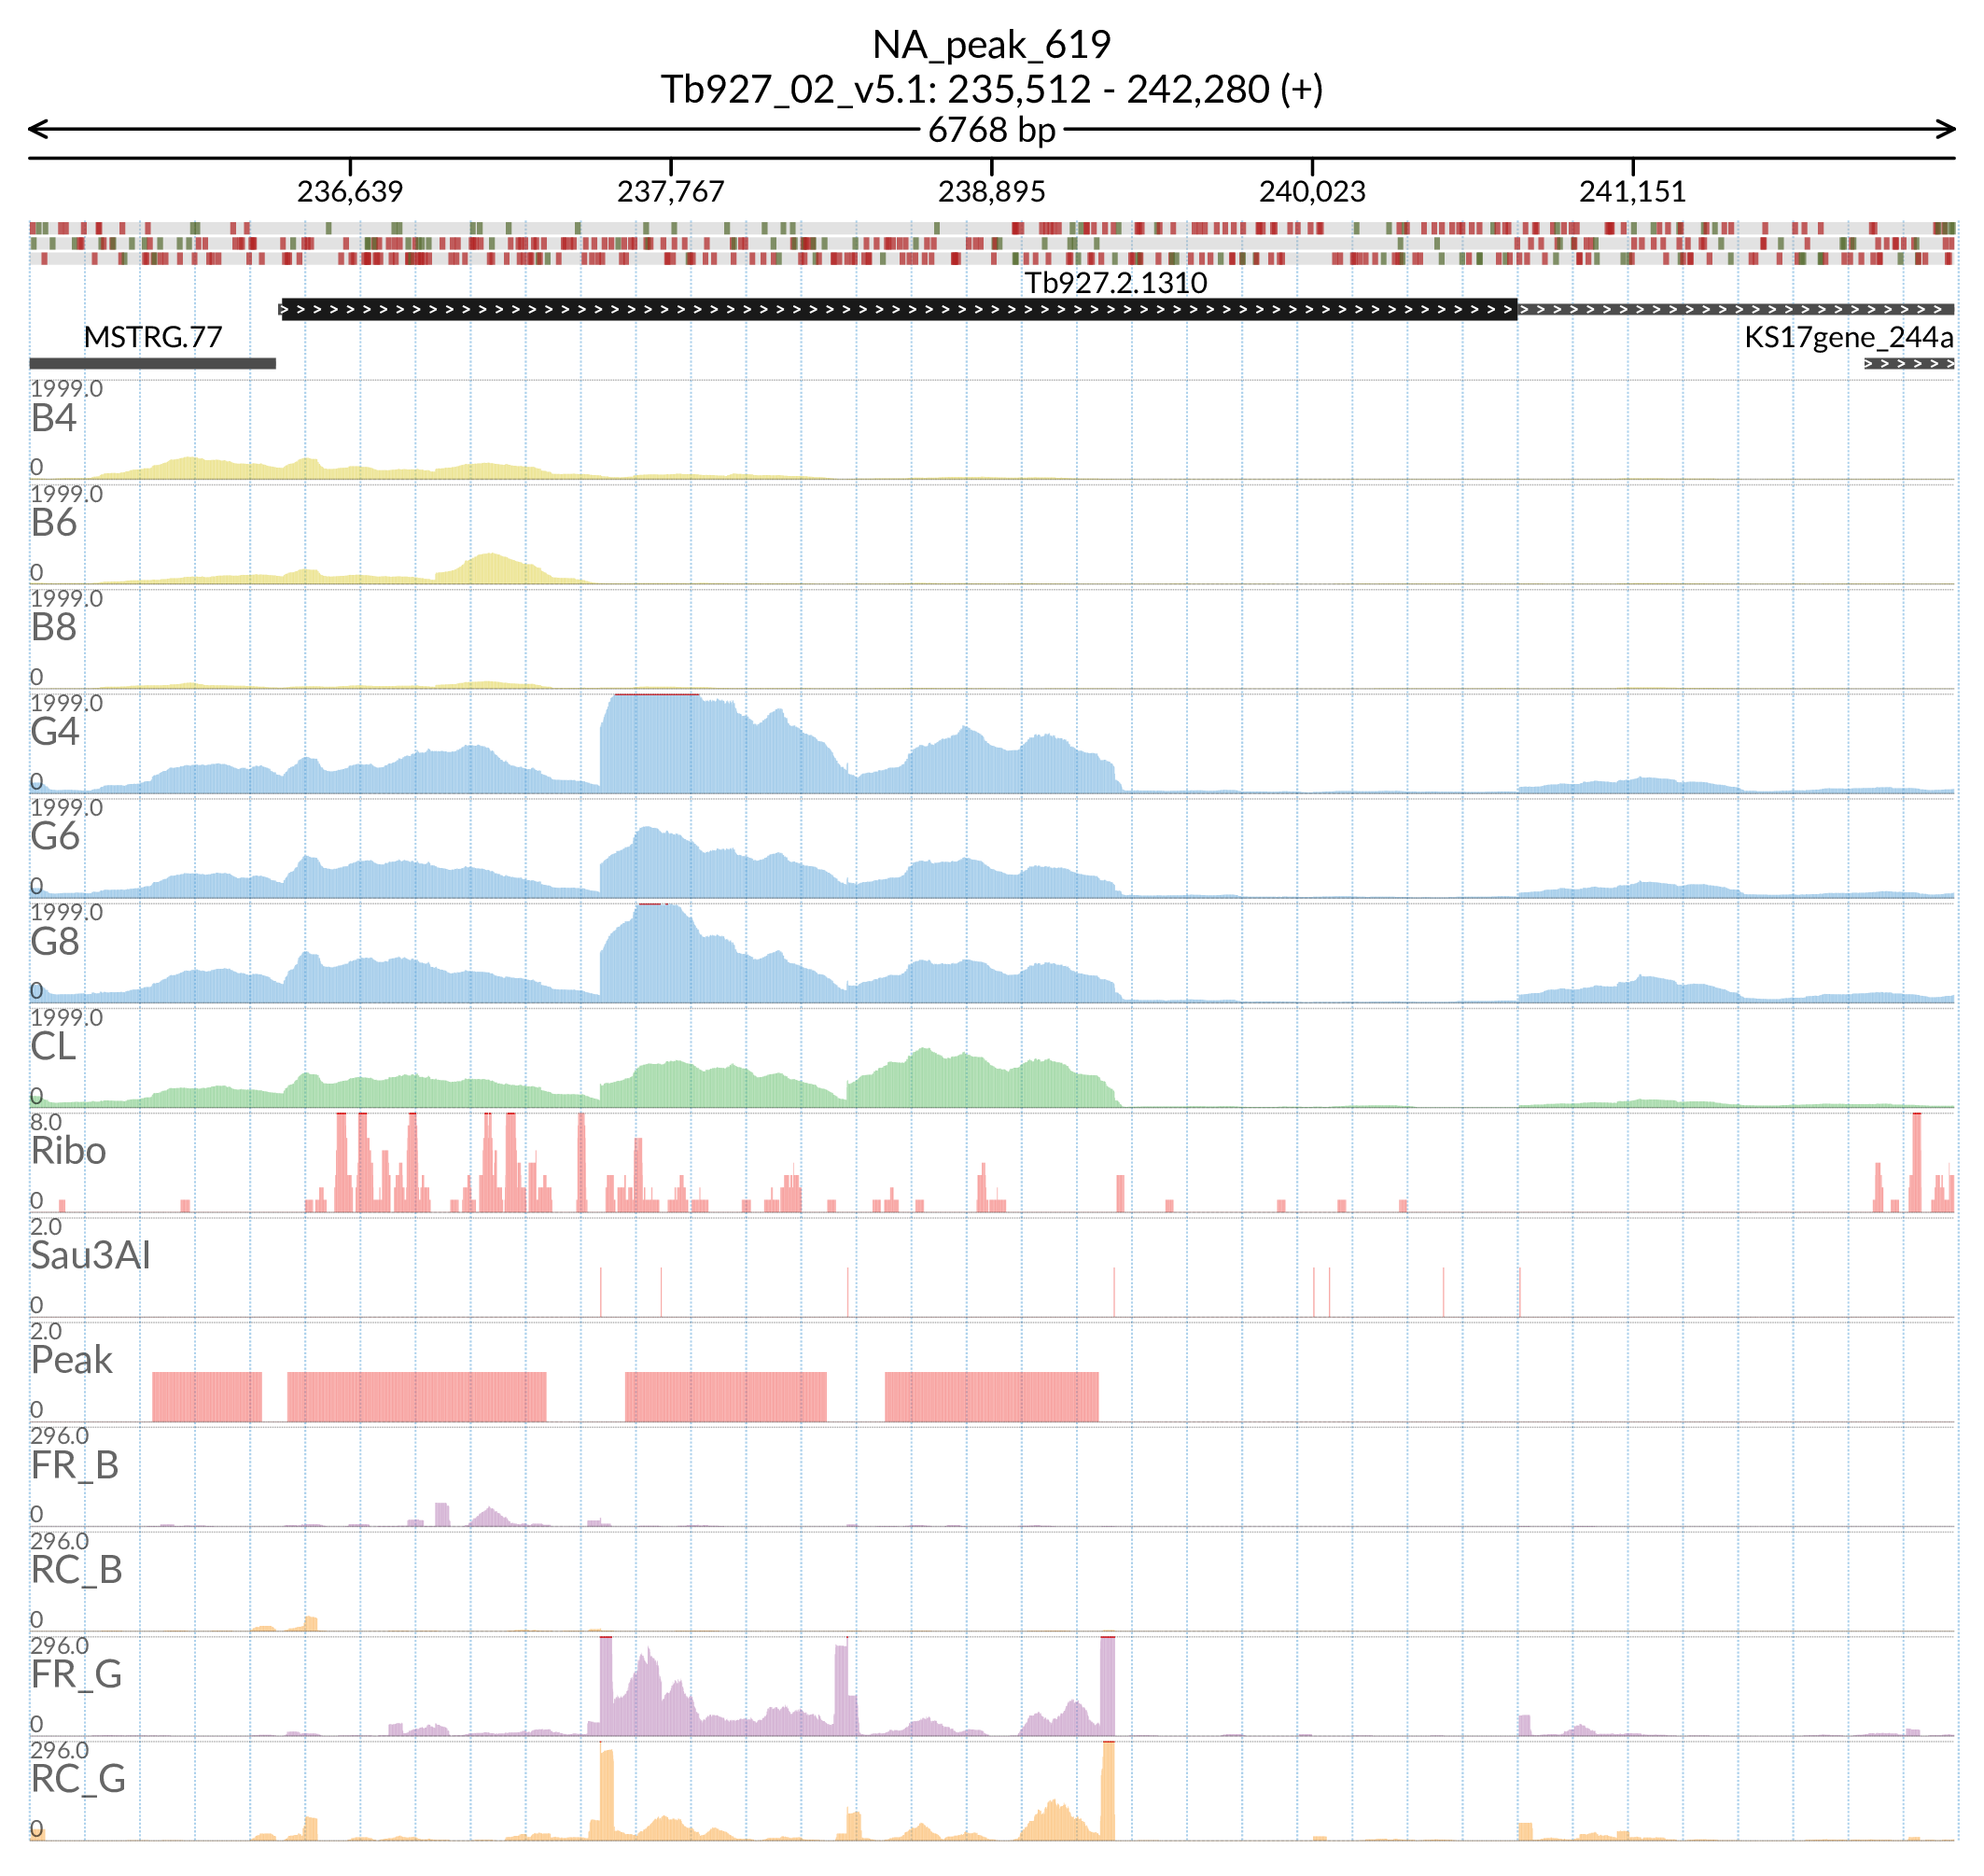 NA_peak_619
Tb927_02_v5.1: 235,512 - 242,280 (+)
6768 bp
236,639 237,767 238,895 240,023 241,151
Tb927.2.1310
MSTRG.77 KS17gene_244a
1999.0
B4
0
1999.0
B6
0
1999.0
B8
0
1999.0
G4
0
1999.0
G6
0
1999.0
G8
0
1999.0
CL
0
8.0
Ribo
0
2.0
Sau3AI
0
2.0
Peak
0
296.0
FR_B
0
296.0
RC_B
0
296.0
FR_G
0
296.0
RC_G
0